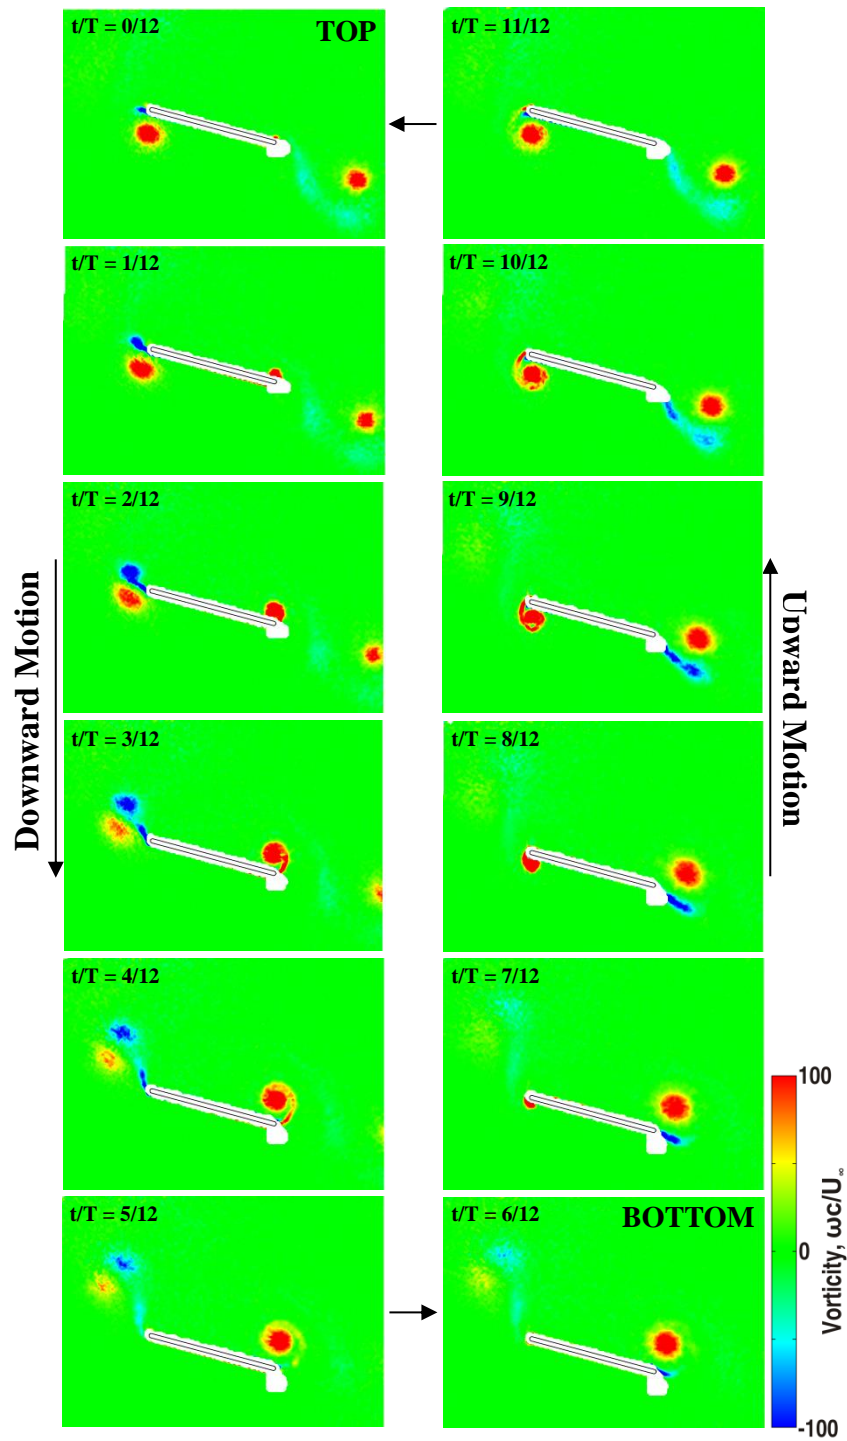 t/T = 0/12
TOP
t/T = 11/12
t/T = 1/12
t/T = 10/12
t/T = 2/12
t/T = 9/12
Downward Motion
Upward Motion
t/T = 3/12
t/T = 8/12
t/T = 4/12
t/T = 7/12
100
0
-100
Vorticity, ωc/U∞
t/T = 5/12
t/T = 6/12
BOTTOM